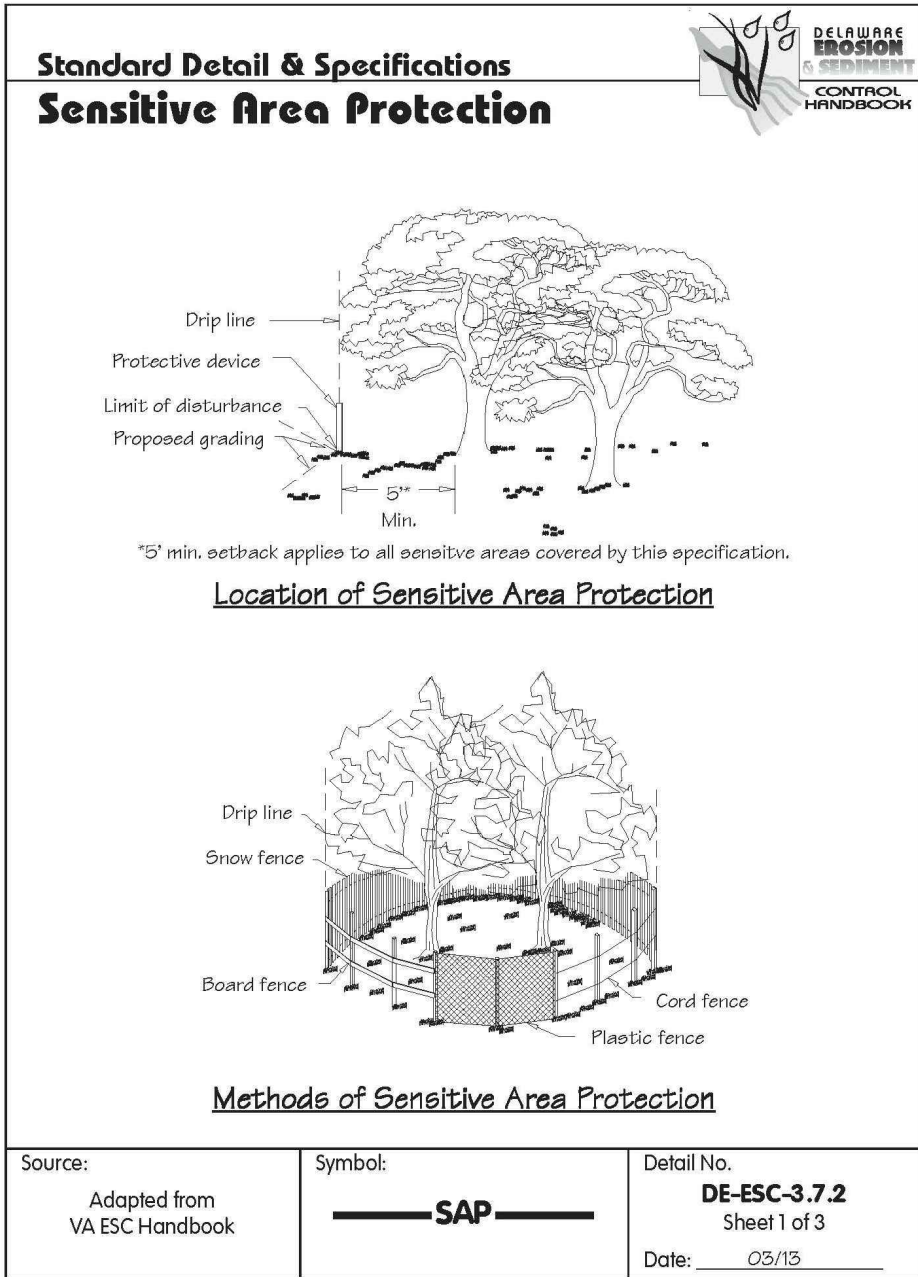 Standard Detail & Specifications
Sensitive Area Protection
DELAWARE
EROSION
& SEDIMENT
CONTROL
HANDBOOK
Drip line
Protective device
Limit of disturbance
Proposed grading
5'*
Min.
*5' min. setback applies to all sensitve areas covered by this specification.
Location of Sensitive Area Protection
Drip line
Snow fence
Board fence
Cord fence
Plastic fence
Methods of Sensitive Area Protection
Source:
Adapted from
VA ESC Handbook
Symbol:
SAP
Detail No.
DE-ESC-3.7.2
Sheet 1 of 3
Date: 03/13